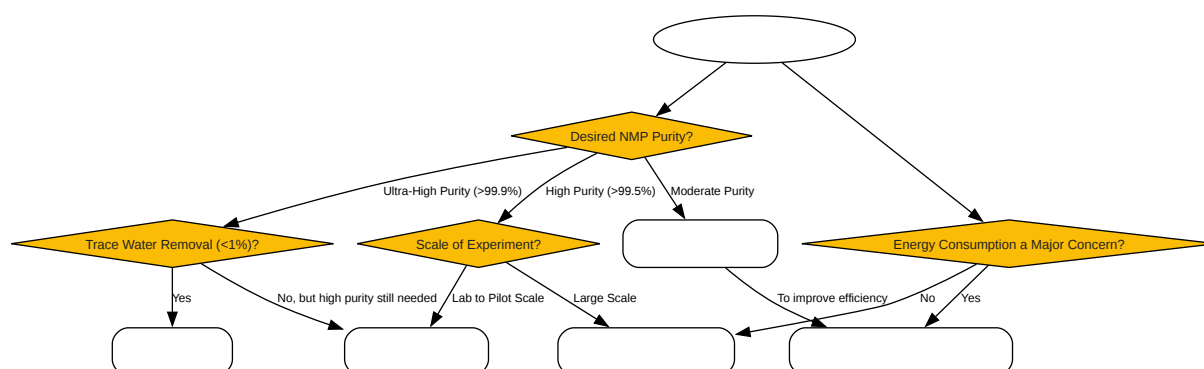 Desired NMP Purity?
Ultra-High Purity (>99.9%)
High Purity (>99.5%)
Moderate Purity
Trace Water Removal (<1%)?
Scale of Experiment?
Energy Consumption a Major Concern?
Yes
No, but high purity still needed
Lab to Pilot Scale
Large Scale
To improve efficiency
No
Yes